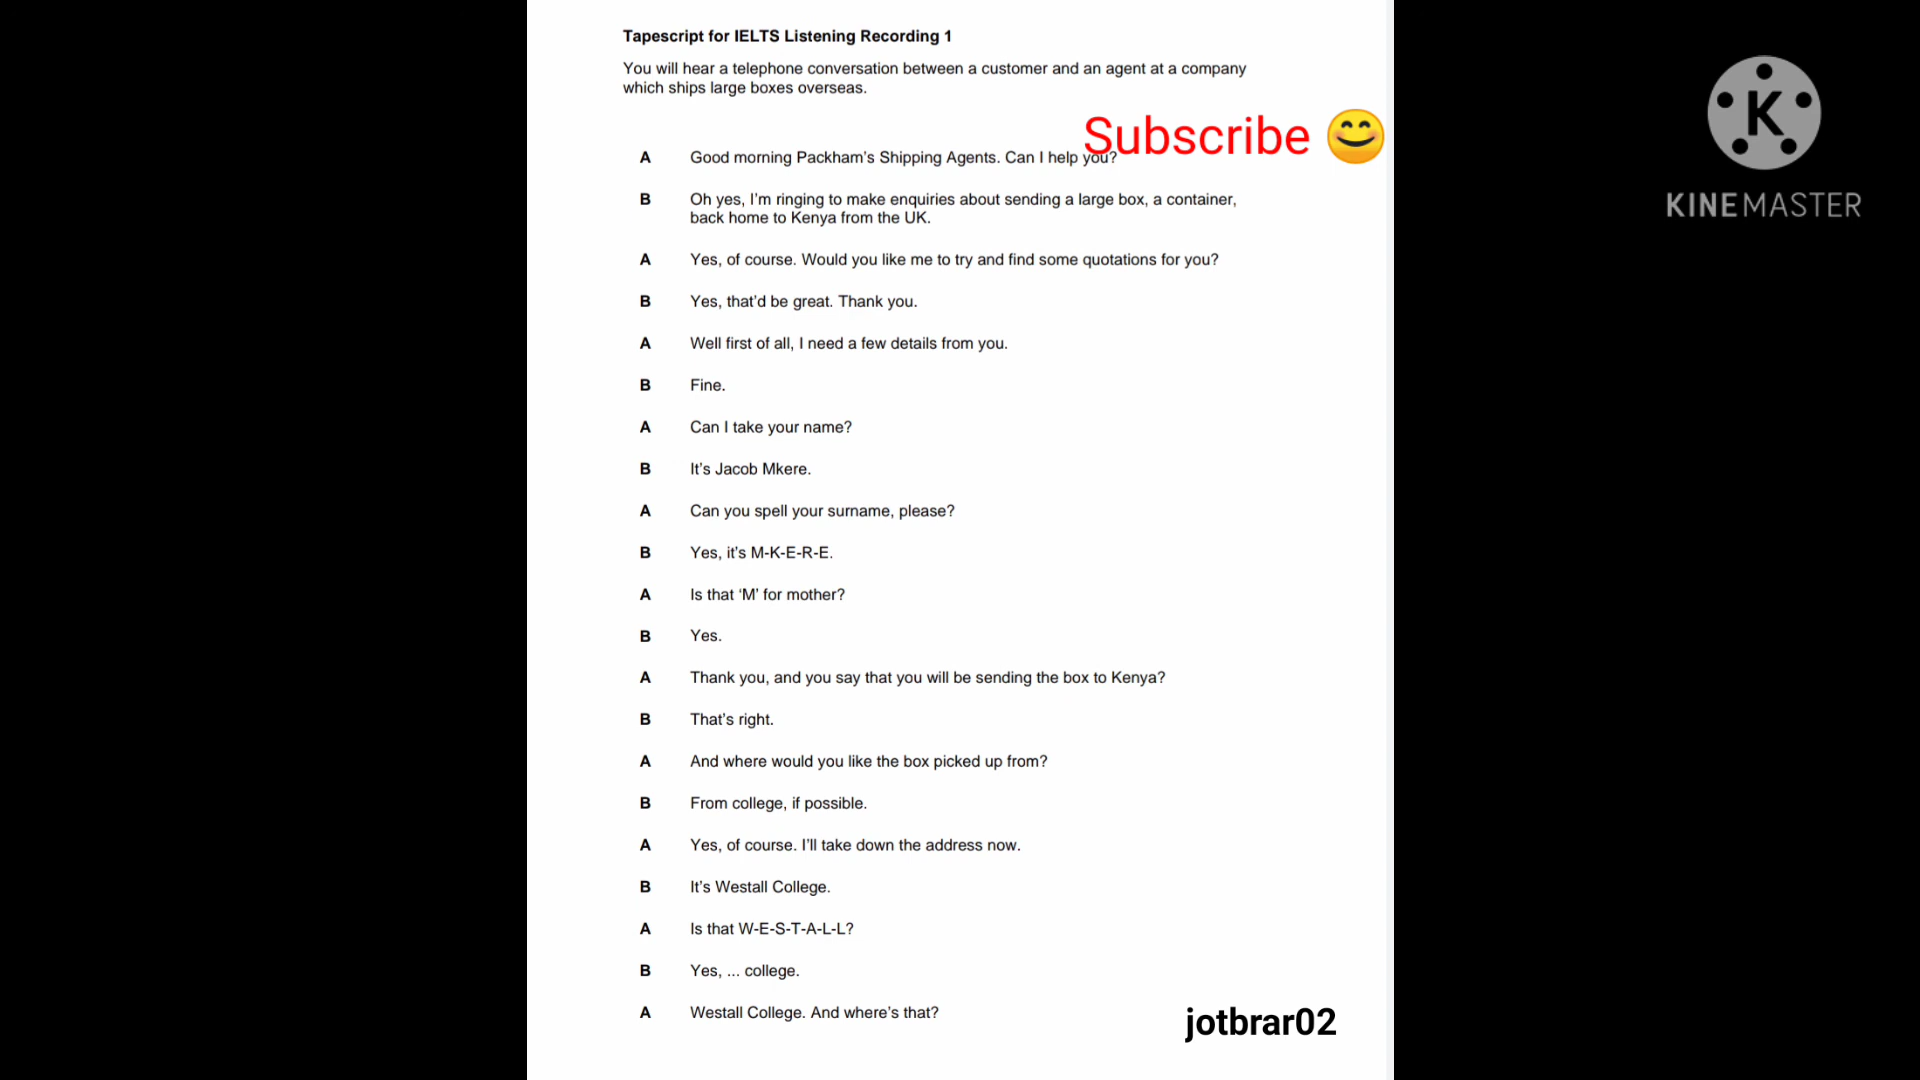 Tapescript for IELTS Listening Recording 1
You will hear a telephone conversation between a customer and an agent at a company
which ships large boxes overseas.
Subscribe 😊
A Good morning Packham’s Shipping Agents. Can I help you?
B Oh yes, I’m ringing to make enquiries about sending a large box, a container,
back home to Kenya from the UK.
A Yes, of course. Would you like me to try and find some quotations for you?
B Yes, that’d be great. Thank you.
A Well first of all, I need a few details from you.
B Fine.
A Can I take your name?
B It’s Jacob Mkere.
A Can you spell your surname, please?
B Yes, it’s M-K-E-R-E.
A Is that ‘M’ for mother?
B Yes.
A Thank you, and you say that you will be sending the box to Kenya?
B That’s right.
A And where would you like the box picked up from?
B From college, if possible.
A Yes, of course. I’ll take down the address now.
B It’s Westall College.
A Is that W-E-S-T-A-L-L?
B Yes, ... college.
A Westall College. And where’s that?
jotbrar02
K
KINEMASTER